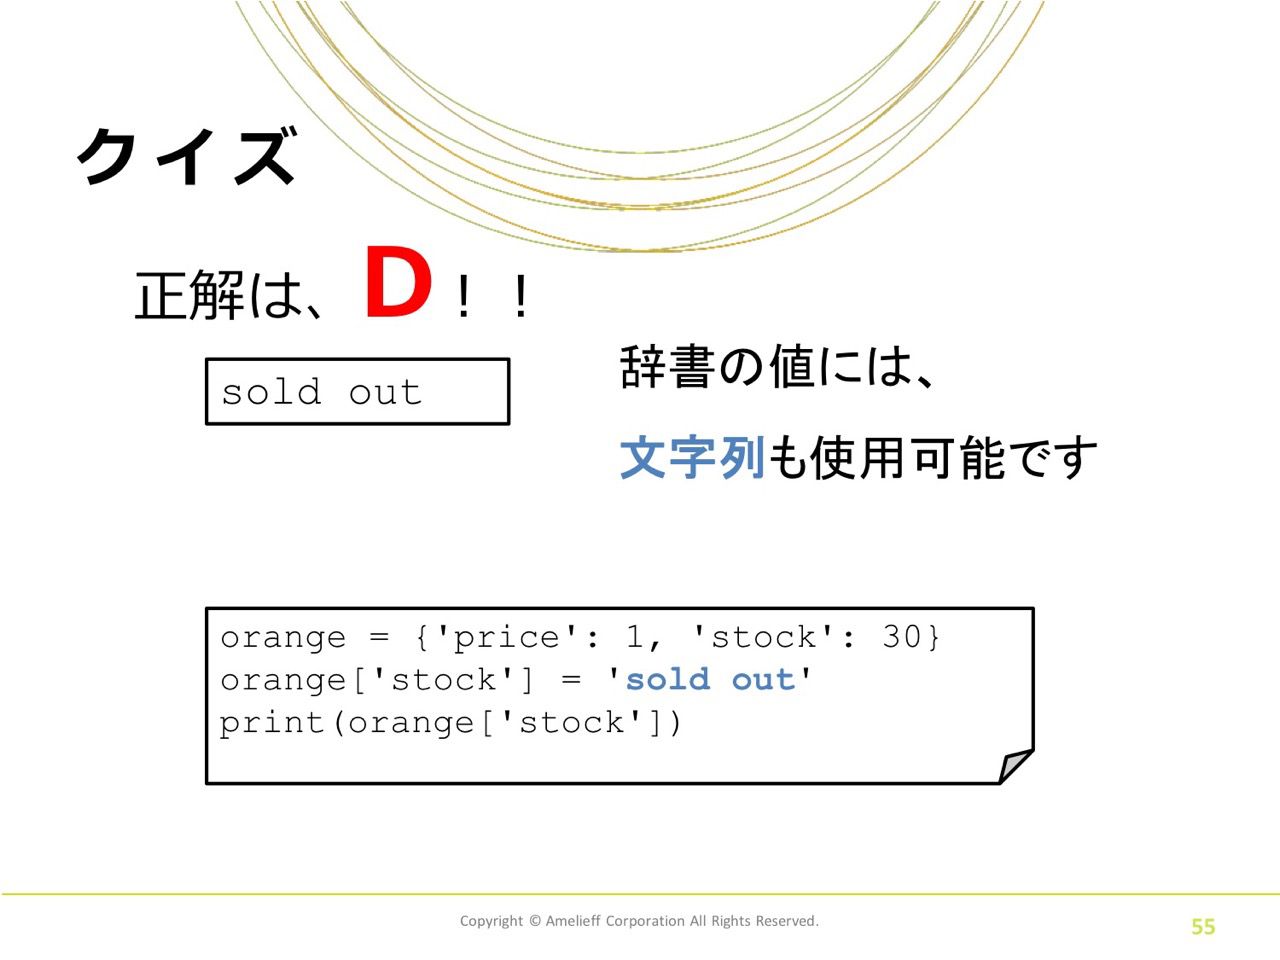 クイズ
正解は、D！！
sold out
辞書の値には、
文字列も使用可能です
orange = {'price': 1, 'stock': 30}
orange['stock'] = 'sold out'
print(orange['stock'])
Copyright © Amelieff Corporation All Rights Reserved.
55